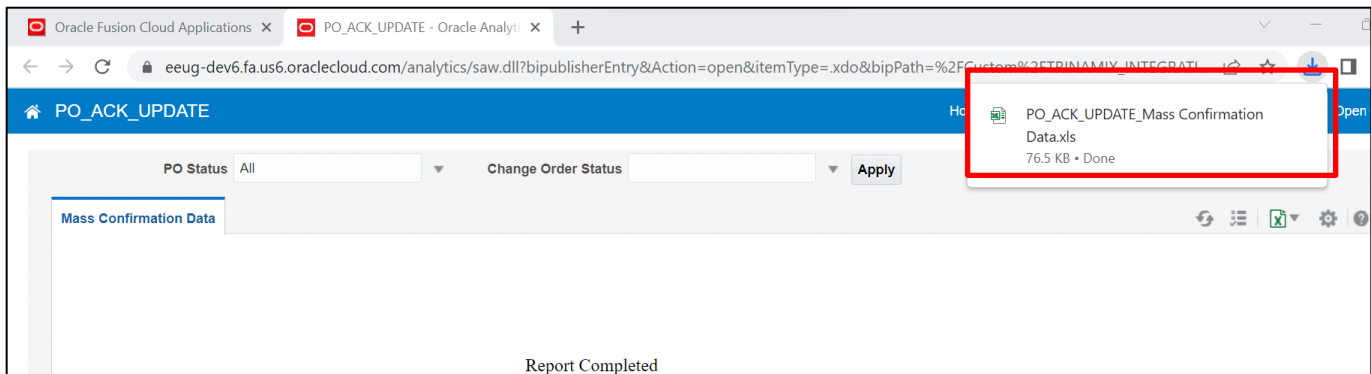 Oracle Fusion Cloud Applications
PO_ACK_UPDATE - Oracle Analyti
eeug-dev6.fa.us6.oraclecloud.com/analytics/saw.dll?bipublisherEntry&Action=open&itemType=.xdo&bipPath=%2FCustom%2FTRINAMIX_INTEGRATI...
PO_ACK_UPDATE
Ho
Open
PO_ACK_UPDATE_Mass Confirmation
Data.xls
76.5 KB • Done
PO Status All
Change Order Status
Apply
Mass Confirmation Data
Report Completed